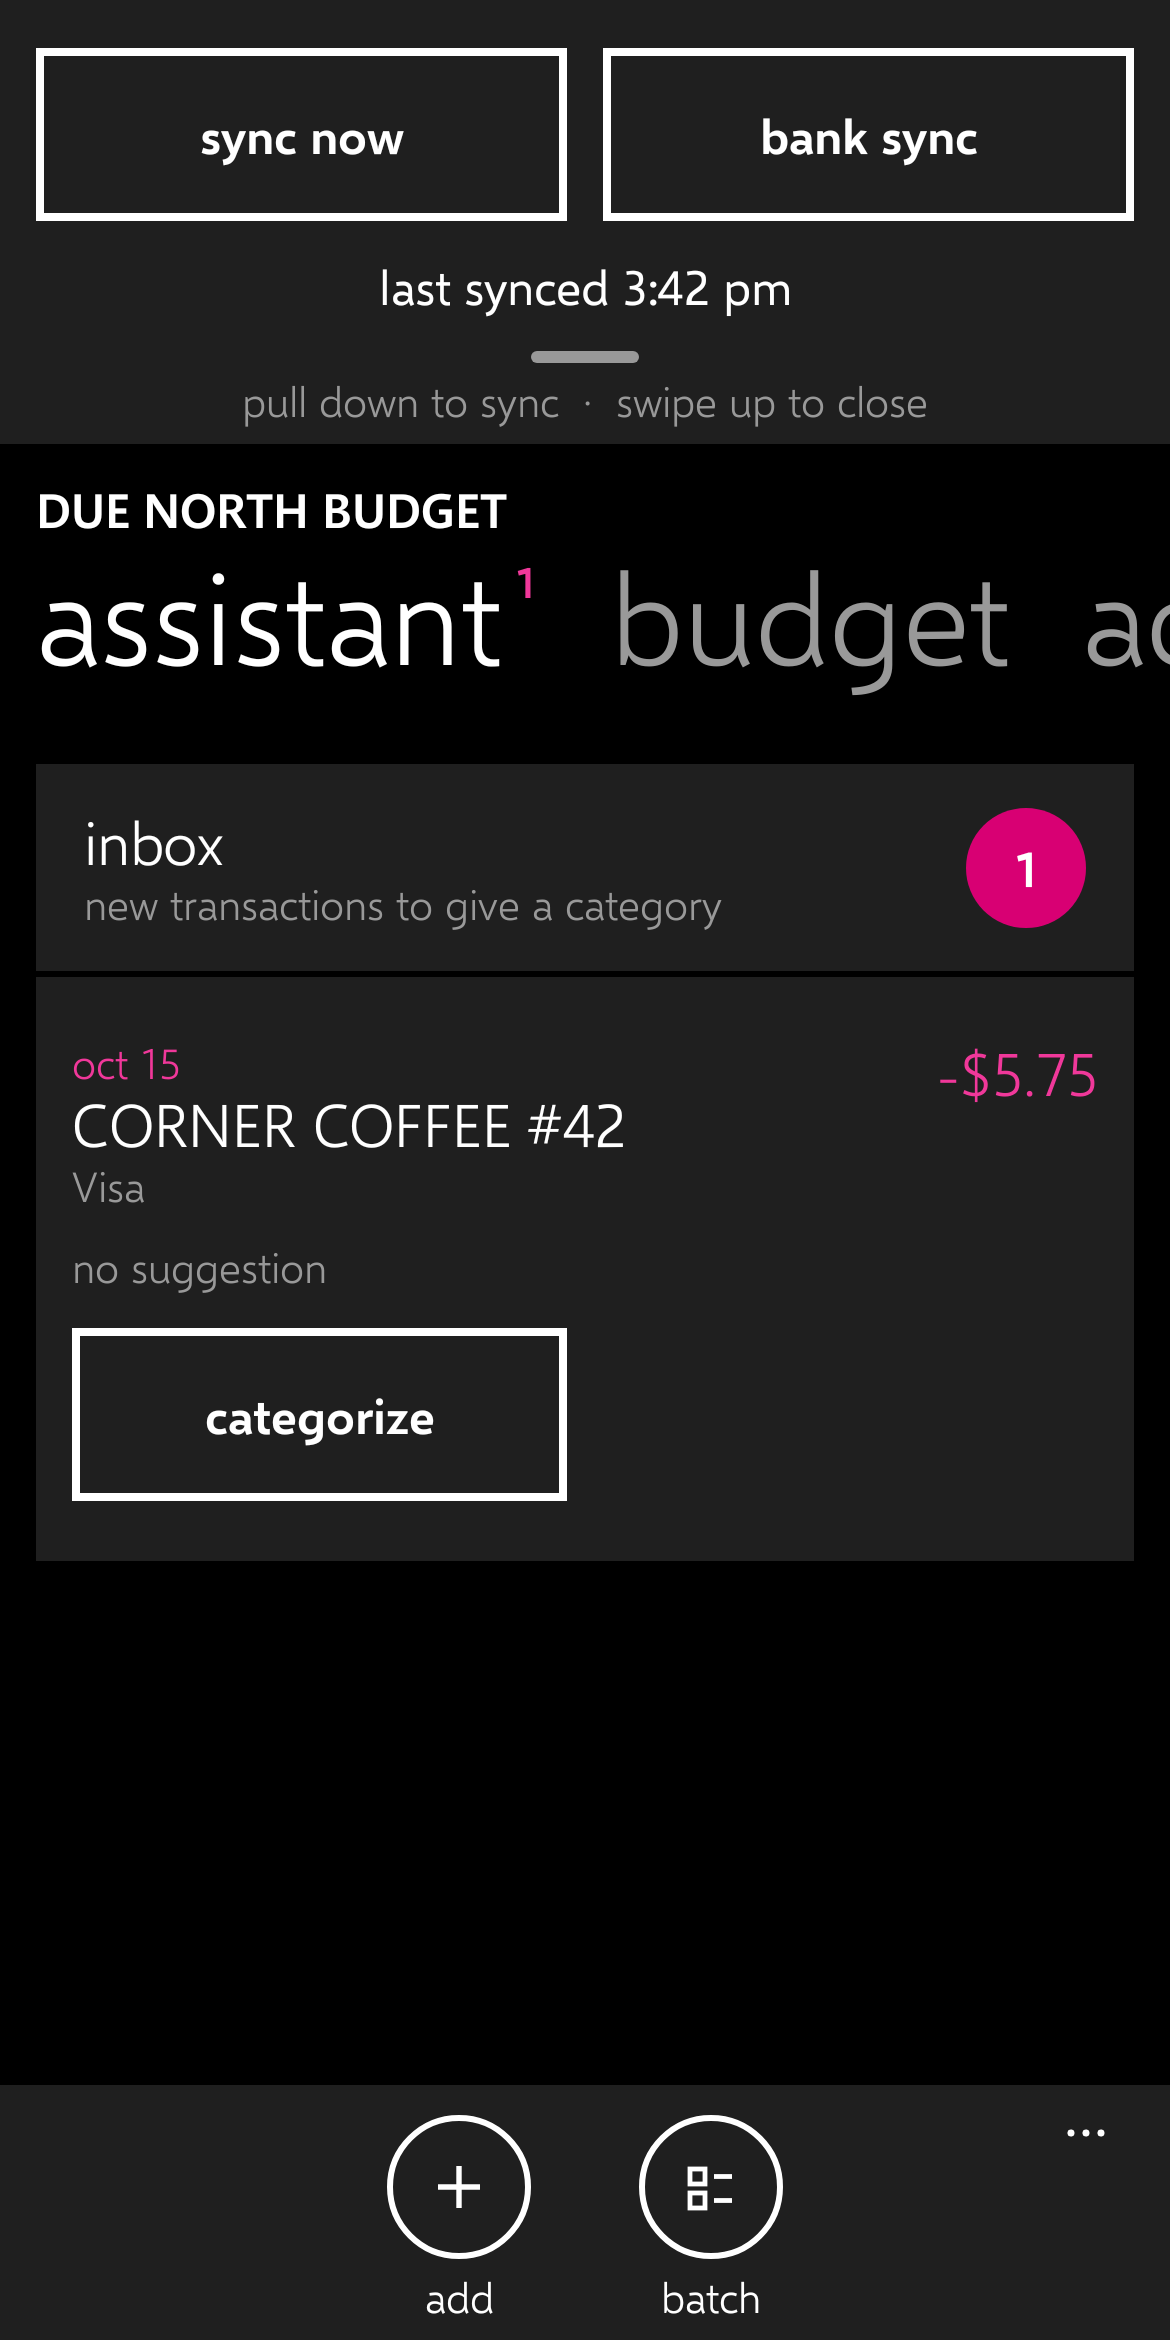 sync now
bank sync
last synced 3:42 pm
pull down to sync · swipe up to close
DUE NORTH BUDGET
assistant 1 budget ac
inbox
1
new transactions to give a category
oct 15
-$5.75
CORNER COFFEE #42
Visa
no suggestion
categorize
...
add
batch